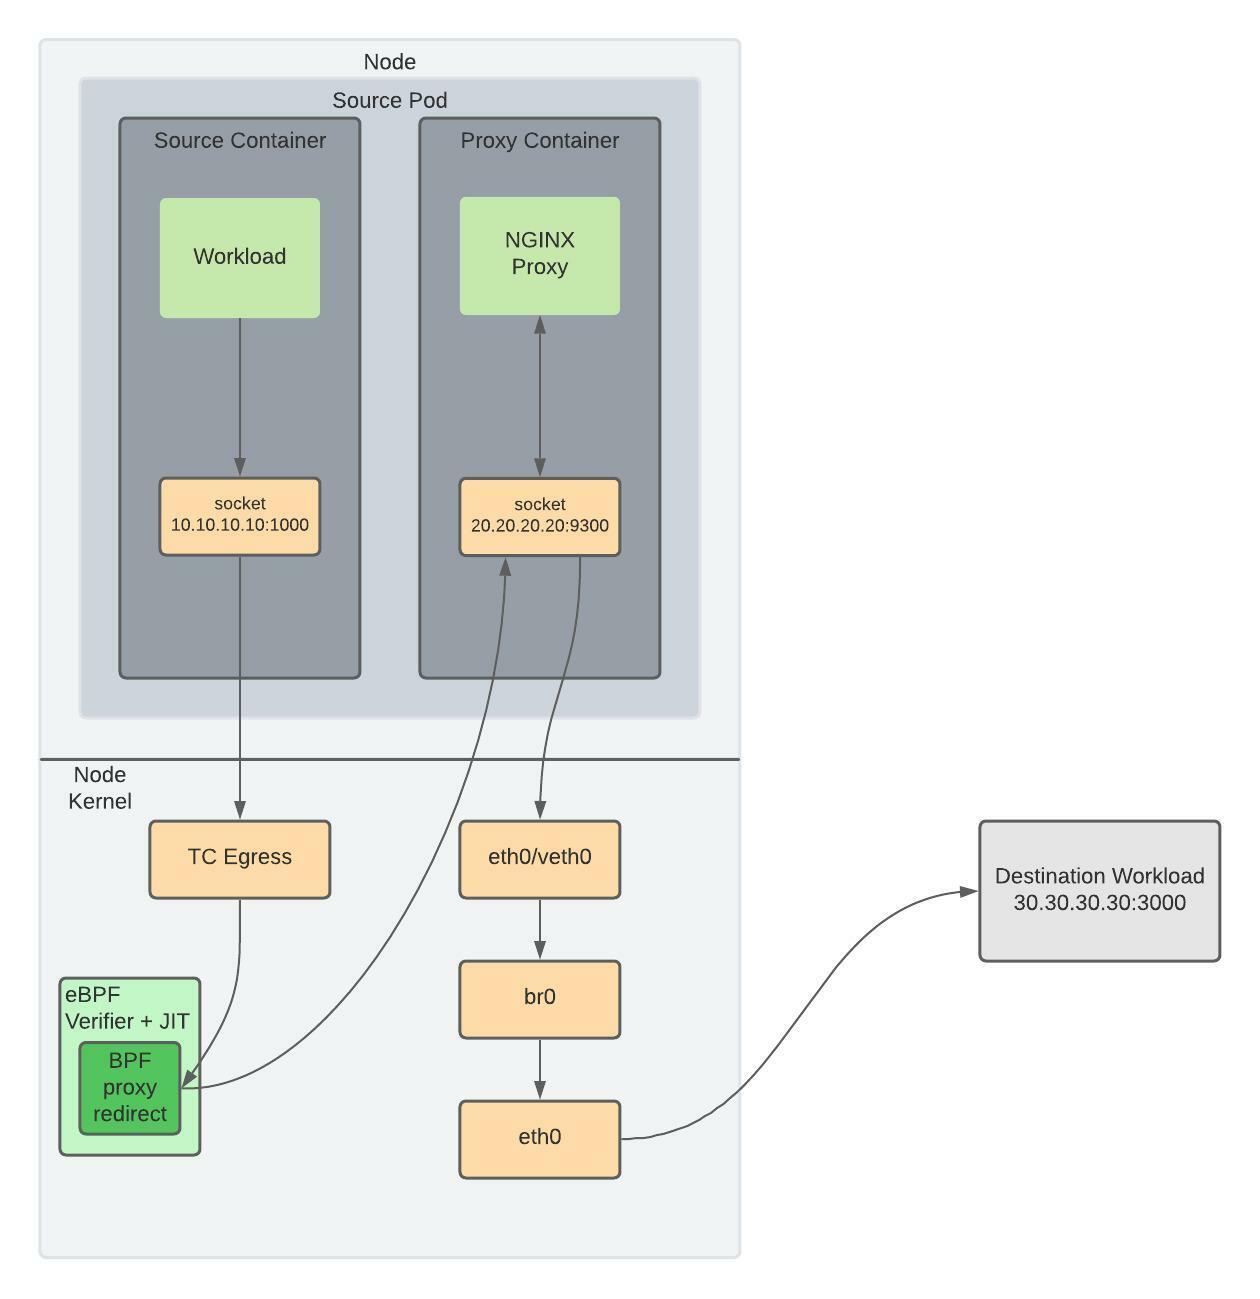 Node
Source Pod
Source Container
Proxy Container
Workload
NGINX
Proxy
socket
10.10.10.10:1000
socket
20.20.20.20:9300
Node
Kernel
TC Egress
eth0/veth0
Destination Workload
30.30.30.30:3000
eBPF
Verifier + JIT
br0
BPF
proxy
redirect
eth0